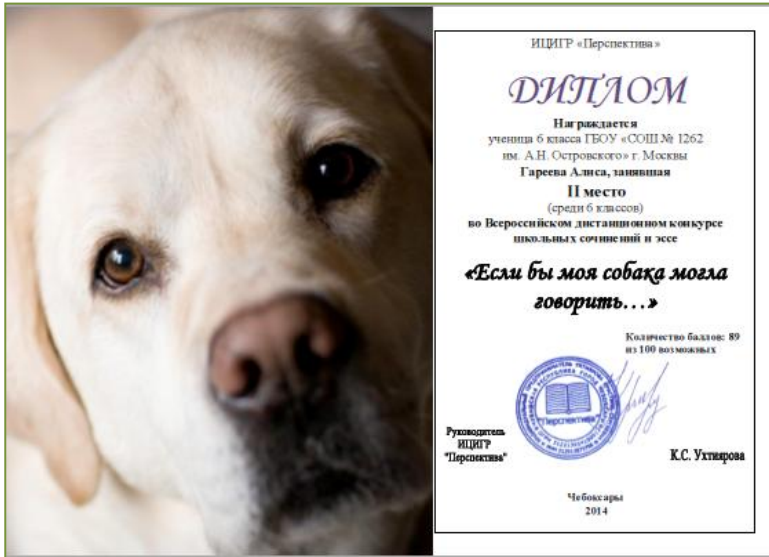 ИЦИГР «Перспектива»
ДИПЛОМ
Награждается
ученица 6 класса ГБОУ «СОШ № 1262
им. А.Н. Островского» г. Москвы
Гареева Алиса, занявшая
II место
(среди 6 классов)
во Всероссийском дистанционном конкурсе
школьных сочинений и эссе
«Если бы моя собака могла
говорить…»
Количество баллов: 89
из 100 возможных
"Перспектива"
Руководитель
ИЦИГР
"Перспектива"
К.С. Ухтиярова
Чебоксары
2014